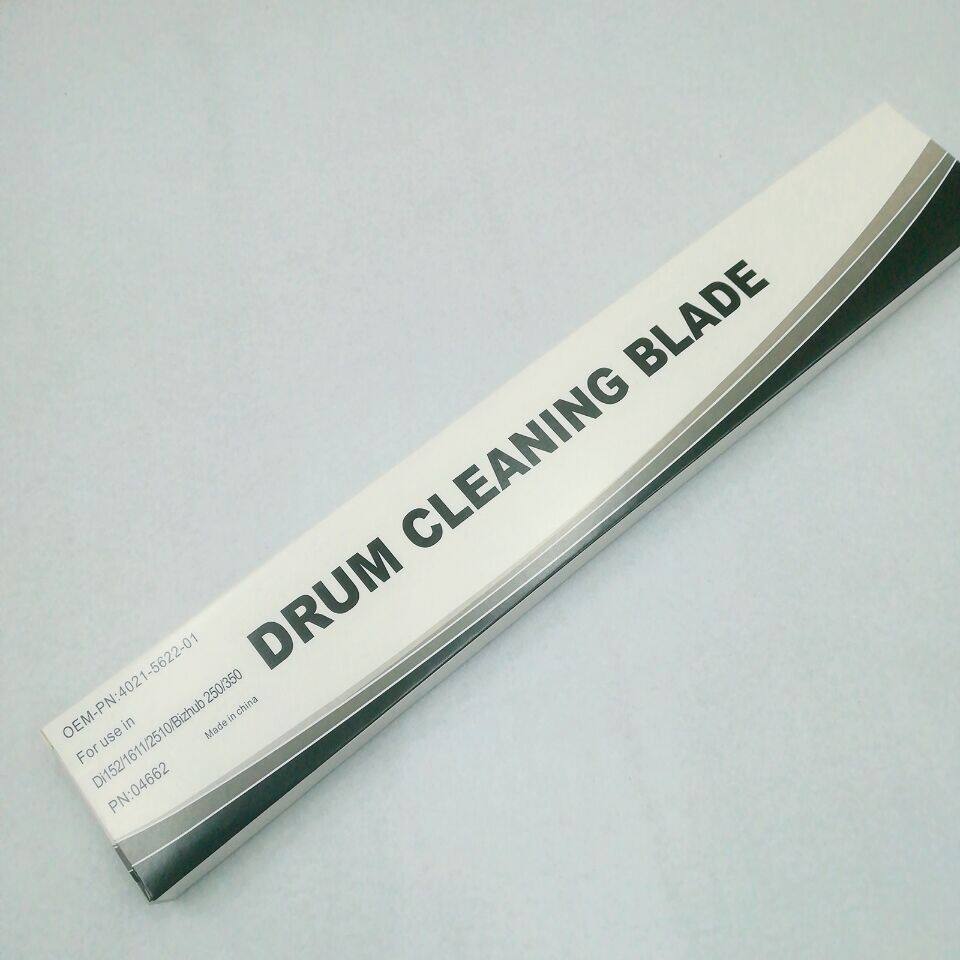 DRUM CLEANING BLADE
OEM-PN:4021-5622-01
For use in
Di152/1611/2510/Bizhub 250/350
Made in china
PN:04662